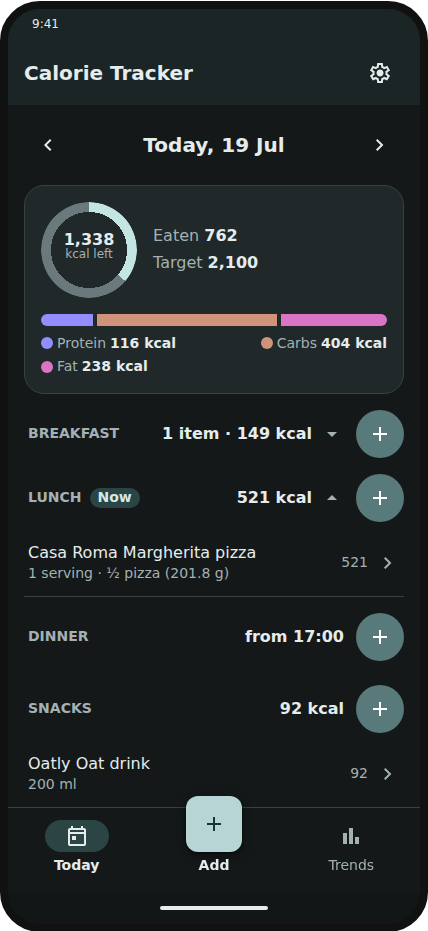 9:41
Calorie Tracker
Today, 19 Jul
1,338
kcal left
Eaten 762
Target 2,100
Protein 116 kcal
Carbs 404 kcal
Fat 238 kcal
BREAKFAST
1 item · 149 kcal
LUNCH Now
521 kcal
Casa Roma Margherita pizza
1 serving · ½ pizza (201.8 g)
521
DINNER
from 17:00
SNACKS
92 kcal
Oatly Oat drink
200 ml
92
Today
Add
Trends